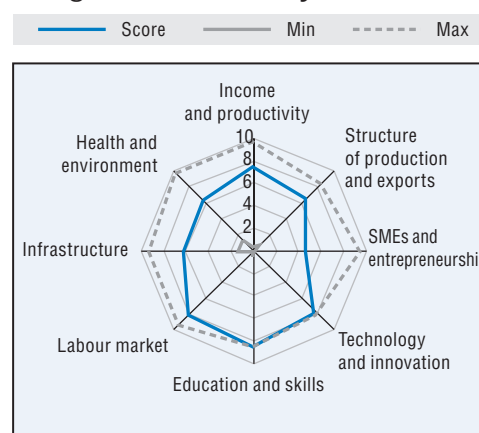 Score Min Max
Income
and productivity
Health and
environment
Structure
of production
and exports
10
8
6
4
2
Infrastructure
SMEs and
entrepreneurshi
Labour market
Technology
and innovation
Education and skills